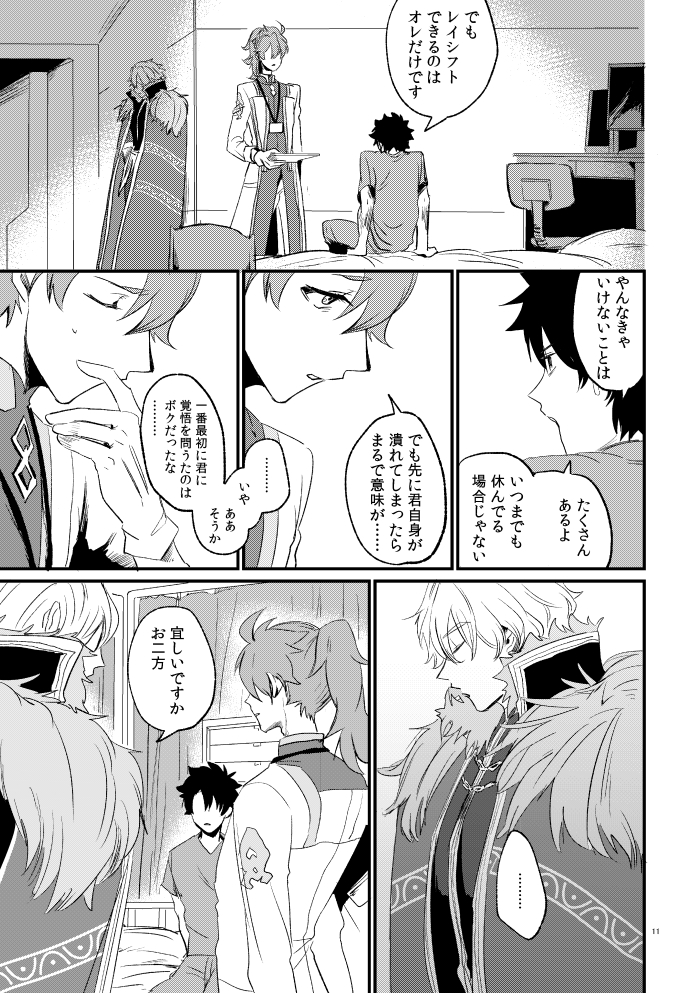 でも
レイシフト
できるのは
オレだけです
やんなきゃ
いけないことは
たくさん
あるよ
いつまでも
休んでる
場合じゃない
でも先に君自身が
潰れてしまったら
まるで意味が……
………
いや
ああ
そうか
一番最初に君に
覚悟を問うたのは
ボクだったな
………
………
宜しいですか
お二方
11